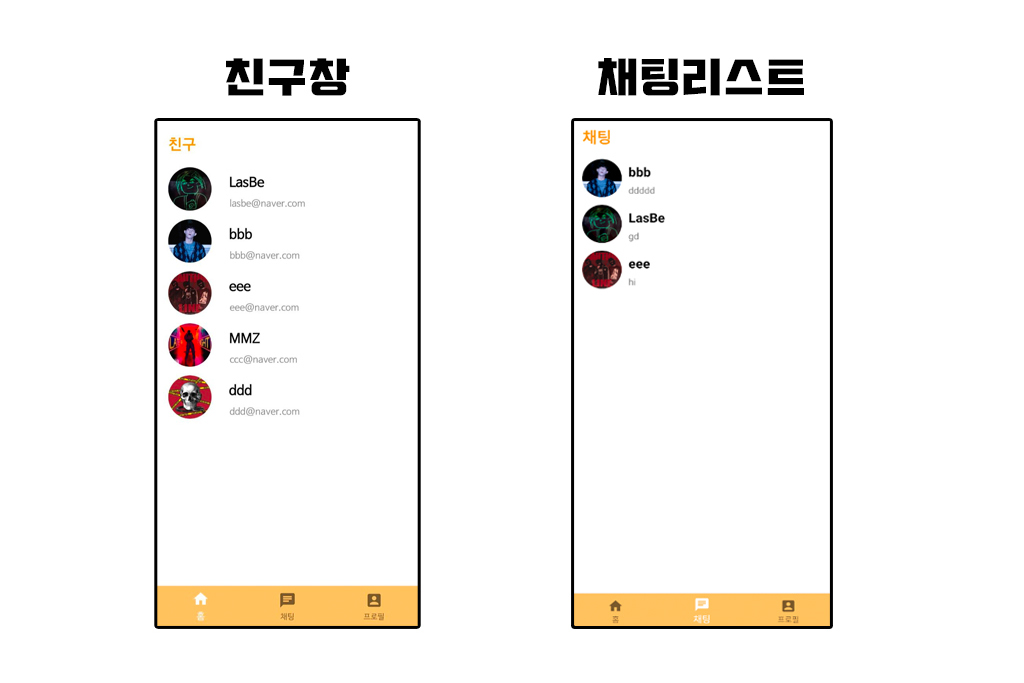 친구창
친구
LasBe
lasbe@naver.com
bbb
bbb@naver.com
eee
eee@naver.com
MMZ
ccc@naver.com
ddd
ddd@naver.com
홈
채팅
프로필
채팅리스트
채팅
bbb
ddddd
LasBe
gd
eee
hi
홈
채팅
프로필